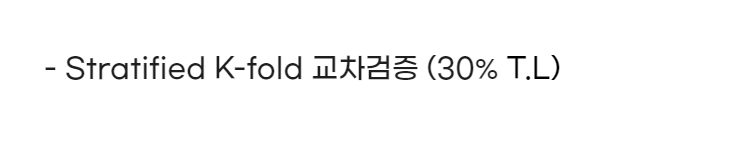 - Stratified K-fold 교차검증 (30% T.L)